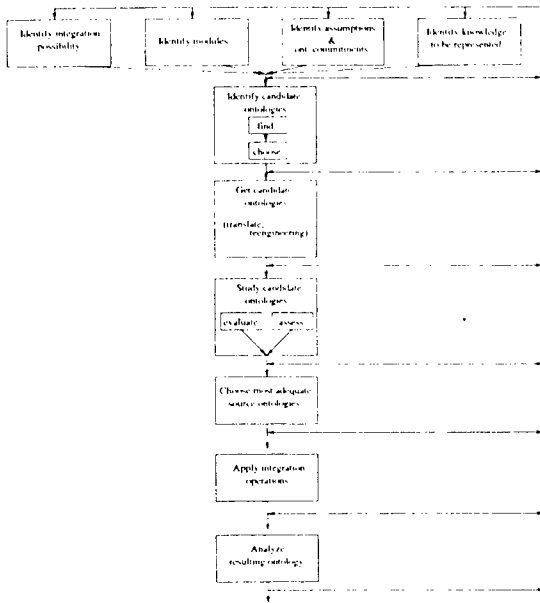 Identify integration
possibility
Identify modules
Identify assumptions
&
ont. commitments
Identify knowledge
to be represented
Identify candidate
ontologies
find
choose
Get candidate
ontologies
(translate,
reengineering)
Study candidate
ontologies
evaluate
assess
Choose most adequate
source ontologies
Apply integration
operations
Analyze
resulting ontology